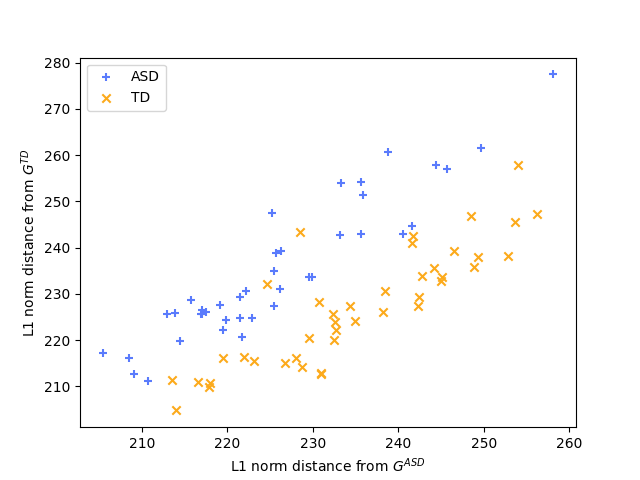 280
270
260
250
240
230
220
210
L1 norm distance from G^{TD}
ASD
TD
210 220 230 240 250 260
L1 norm distance from G^{ASD}